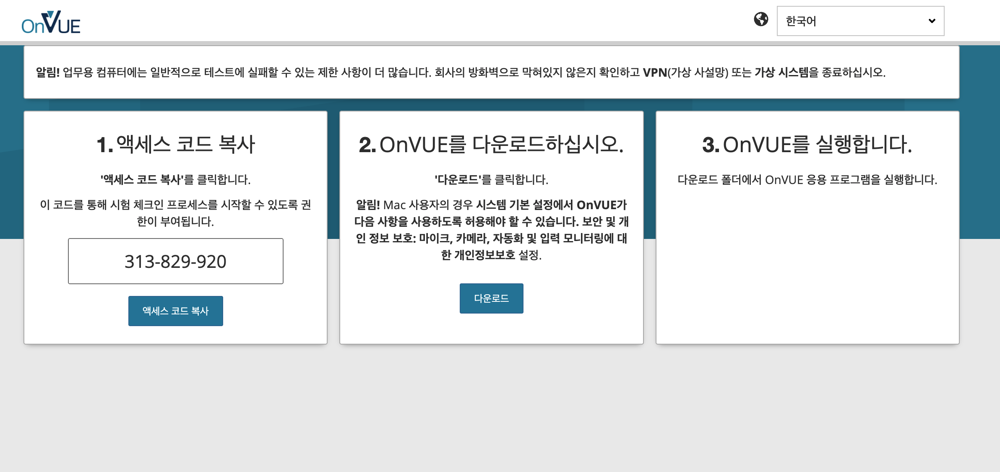 OnVUE
한국어
알림! 업무용 컴퓨터에는 일반적으로 테스트에 실패할 수 있는 제한 사항이 더 많습니다. 회사의 방화벽으로 막혀있지 않은지 확인하고 VPN(가상 사설망) 또는 가상 시스템을 종료하십시오.
1. 액세스 코드 복사
'액세스 코드 복사'를 클릭합니다.
이 코드를 통해 시험 체크인 프로세스를 시작할 수 있도록 권
한이 부여됩니다.
313-829-920
액세스 코드 복사
2. OnVUE를 다운로드하십시오.
'다운로드'를 클릭합니다.
알림! Mac 사용자의 경우 시스템 기본 설정에서 OnVUE가
다음 사항을 사용하도록 허용해야 할 수 있습니다. 보안 및 개
인 정보 보호: 마이크, 카메라, 자동화 및 입력 모니터링에 대
한 개인정보보호 설정.
다운로드
3. OnVUE를 실행합니다.
다운로드 폴더에서 OnVUE 응용 프로그램을 실행합니다.